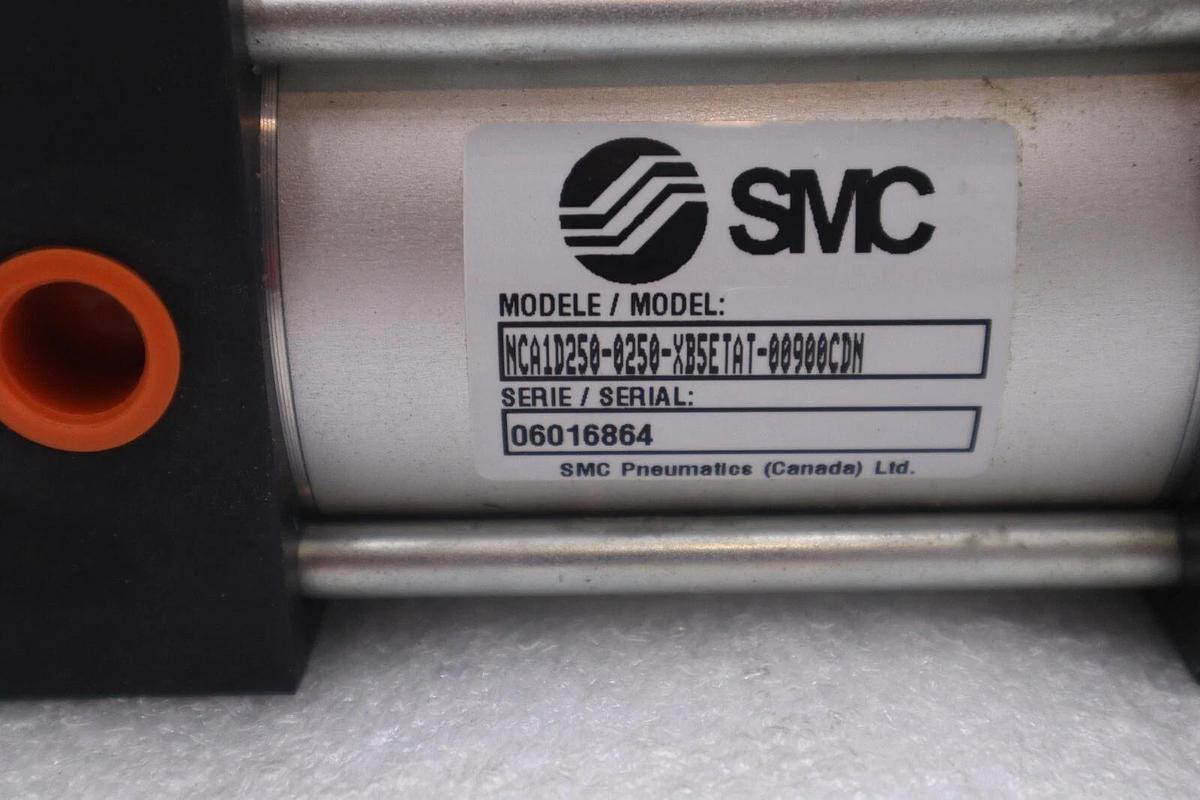 SMC
MODELE / MODEL:
NCA1D250-0250-XB5ETAT-00900CDN
SERIE / SERIAL:
06016864
SMC Pneumatics (Canada) Ltd.